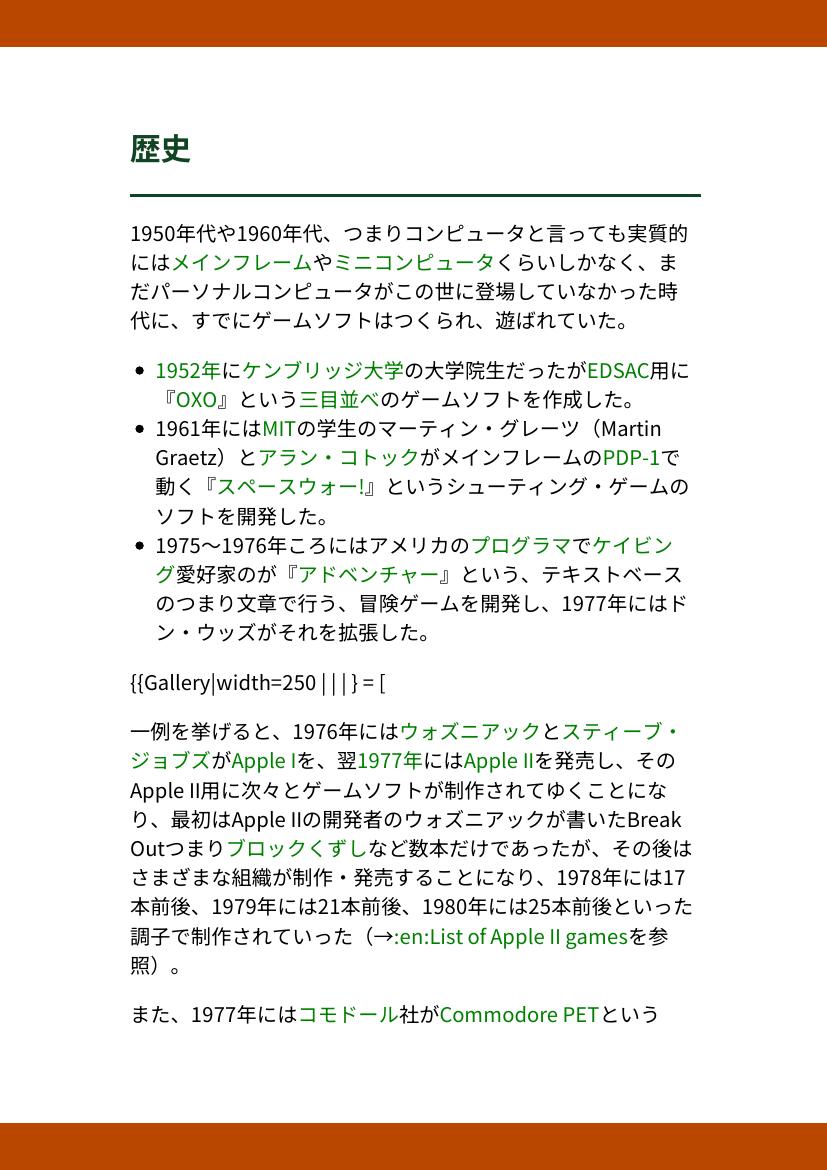 歴史
1950年代や1960年代、つまりコンピュータと言っても実質的
にはメインフレームやミニコンピュータくらいしかなく、ま
だパーソナルコンピュータがこの世に登場していなかった時
代に、すでにゲームソフトはつくられ、遊ばれていた。
• 1952年にケンブリッジ大学の大学院生だったがEDSAC用に
『OXO』という三目並べのゲームソフトを作成した。
• 1961年にはMITの学生のマーティン・グレーツ（Martin
Graetz）とアラン・コトックがメインフレームのPDP-1で
動く『スペースウォー!』というシューティング・ゲームの
ソフトを開発した。
• 1975〜1976年ころにはアメリカのプログラマでケイビン
グ愛好家のが『アドベンチャー』という、テキストベース
のつまり文章で行う、冒険ゲームを開発し、1977年にはド
ン・ウッズがそれを拡張した。
{{Gallery|width=250 | | | } = [
一例を挙げると、1976年にはウォズニアックとスティーブ・
ジョブズがApple Iを、翌1977年にはApple IIを発売し、その
Apple II用に次々とゲームソフトが制作されてゆくことにな
り、最初はApple IIの開発者のウォズニアックが書いたBreak
Outつまりブロックくずしなど数本だけであったが、その後は
さまざまな組織が制作・発売することになり、1978年には17
本前後、1979年には21本前後、1980年には25本前後といった
調子で制作されていった（→:en:List of Apple II gamesを参
照）。
また、1977年にはコモドール社がCommodore PETという